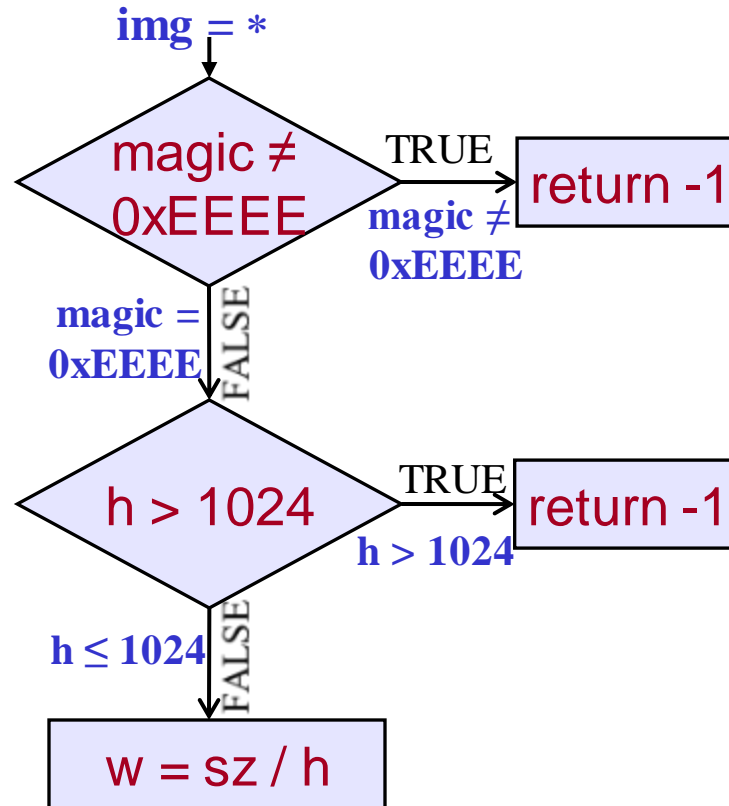 img = *
magic ≠
0xEEEE
TRUE
return -1
magic ≠
0xEEEE
magic =
0xEEEE
FALSE
h > 1024
TRUE
return -1
h > 1024
h ≤ 1024
FALSE
w = sz / h